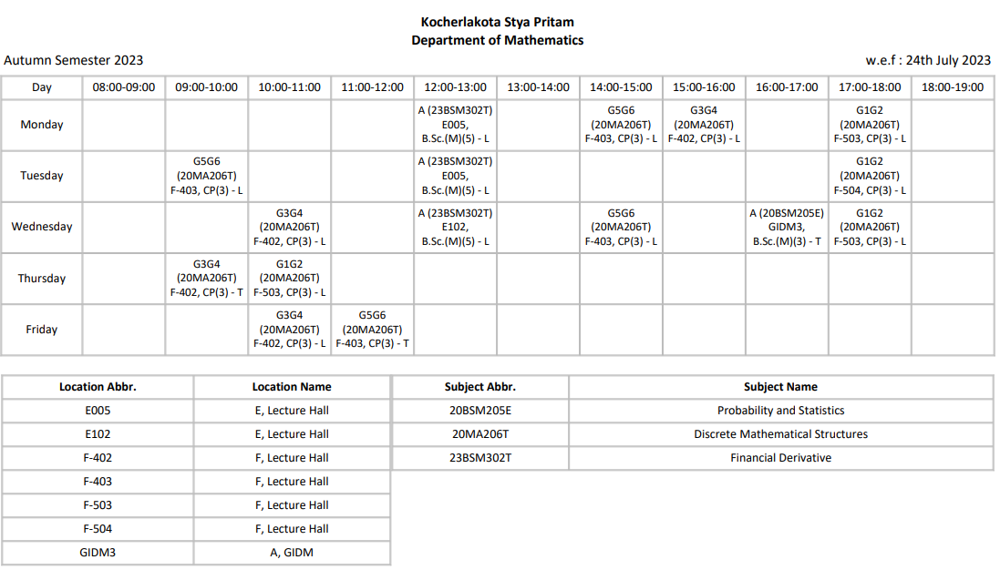 Kocherlakota Stya Pritam
Department of Mathematics
Autumn Semester 2023 w.e.f : 24th July 2023
Day 08:00-09:00 09:00-10:00 10:00-11:00 11:00-12:00 12:00-13:00 13:00-14:00 14:00-15:00 15:00-16:00 16:00-17:00 17:00-18:00 18:00-19:00
Monday
A (23BSM302T)
E005,
B.Sc.(M)(5) - L
G5G6
(20MA206T)
F-403, CP(3) - L
G3G4
(20MA206T)
F-402, CP(3) - L
G1G2
(20MA206T)
F-503, CP(3) - L
Tuesday
G5G6
(20MA206T)
F-403, CP(3) - L
A (23BSM302T)
E005,
B.Sc.(M)(5) - L
G1G2
(20MA206T)
F-504, CP(3) - L
Wednesday
G3G4
(20MA206T)
F-402, CP(3) - L
A (23BSM302T)
E102,
B.Sc.(M)(5) - L
G5G6
(20MA206T)
F-403, CP(3) - L
A (20BSM205E)
GIDM3,
B.Sc.(M)(3) - T
G1G2
(20MA206T)
F-503, CP(3) - L
Thursday
G3G4
(20MA206T)
F-402, CP(3) - T
G1G2
(20MA206T)
F-503, CP(3) - L
Friday
G3G4
(20MA206T)
F-402, CP(3) - L
G5G6
(20MA206T)
F-403, CP(3) - T
Location Abbr. Location Name Subject Abbr. Subject Name
E005 E, Lecture Hall 20BSM205E Probability and Statistics
E102 E, Lecture Hall 20MA206T Discrete Mathematical Structures
F-402 F, Lecture Hall 23BSM302T Financial Derivative
F-403 F, Lecture Hall
F-503 F, Lecture Hall
F-504 F, Lecture Hall
GIDM3 A, GIDM